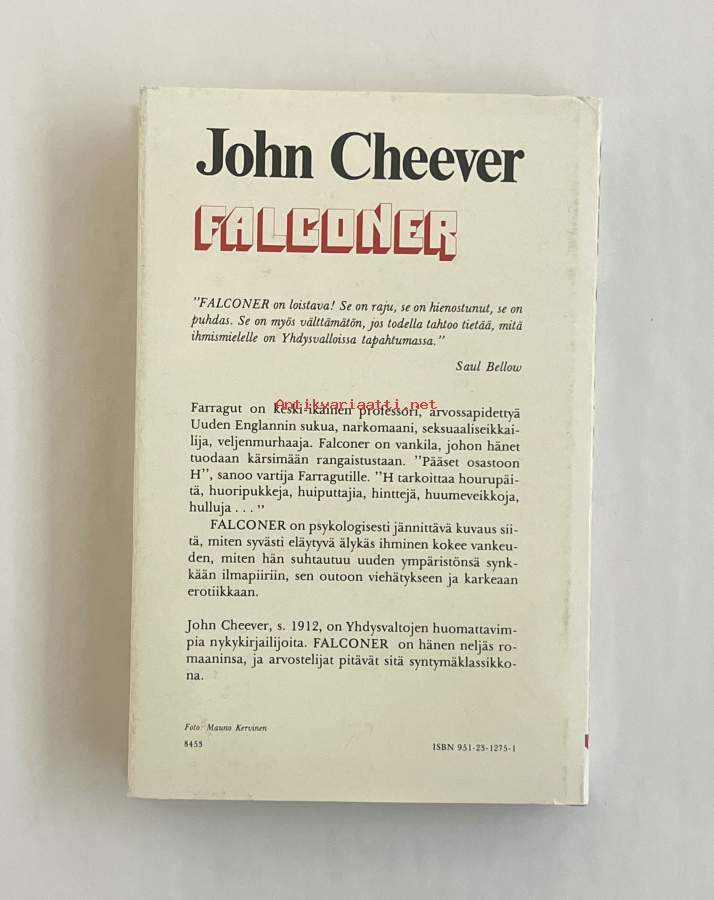 John Cheever
FALCONER
"FALCONER on loistava! Se on raju, se on hienostunut, se on
puhdas. Se on myös välttämätön, jos todella tahtoo tietää, mitä
ihmismielelle on Yhdysvalloissa tapahtumassa."
Saul Bellow
Antikvariaatti.net
Farragut on keski-ikäinen professori, arvossapidettyä
Uuden Englannin sukua, narkomaani, seksuaaliseikkai-
lija, veljenmurhaaja. Falconer on vankila, johon hänet
tuodaan kärsimään rangaistustaan. "Pääset osastoon
H", sanoo vartija Farragutille. "H tarkoittaa hourupäi-
tä, huoripukkeja, huiputtajia, hinttejä, huumeveikkoja,
hulluja . . ."
FALCONER on psykologisesti jännittävä kuvaus sii-
tä, miten syvästi eläytyvä älykäs ihminen kokee vankeu-
den, miten hän suhtautuu uuden ympäristönsä synk-
kään ilmapiiriin, sen outoon viehätykseen ja karkeaan
erotiikkaan.
John Cheever, s. 1912, on Yhdysvaltojen huomattavim-
pia nykykirjailijoita. FALCONER on hänen neljäs ro-
maaninsa, ja arvostelijat pitävät sitä syntymäklassikko-
na.
Foto: Mauno Kervinen
8453
ISBN 951-23-1275-1